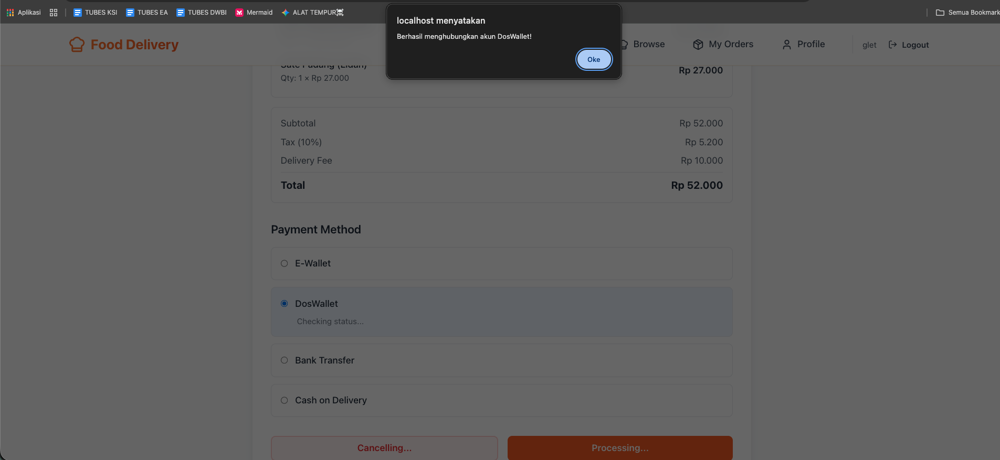 Aplikasi
TUBES KSI
TUBES EA
TUBES DWBI
Mermaid
ALAT TEMPUR☠️
Semua Bookmark
localhost menyatakan
Berhasil menghubungkan akun DosWallet!
Oke
Food Delivery
Browse
My Orders
Profile
glet
Logout
Sate Padang (Lidah)
Qty: 1 × Rp 27.000
Rp 27.000
Subtotal
Rp 52.000
Tax (10%)
Rp 5.200
Delivery Fee
Rp 10.000
Total
Rp 52.000
Payment Method
E-Wallet
DosWallet
Checking status...
Bank Transfer
Cash on Delivery
Cancelling...
Processing...